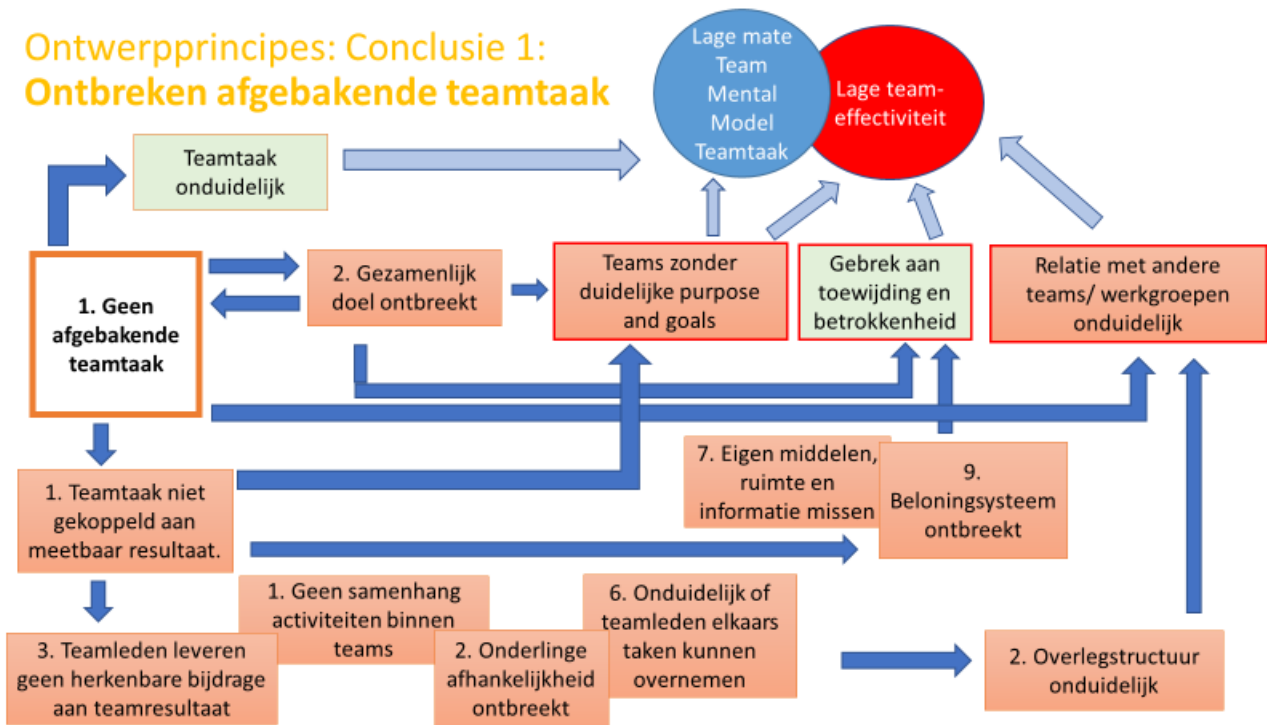 Ontwerpprincipes: Conclusie 1:
Ontbreken afgebakende teamtaak
Lage mate
Team
Mental
Model
Teamtaak
Lage team-
effectiviteit
Teamtaak
onduidelijk
1. Geen
afgebakende
teamtaak
2. Gezamenlijk
doel ontbreekt
Teams zonder
duidelijke purpose
and goals
Gebrek aan
toewijding en
betrokkenheid
Relatie met andere
teams/ werkgroepen
onduidelijk
1. Teamtaak niet
gekoppeld aan
meetbaar resultaat.
7. Eigen middelen,
ruimte en
informatie missen
9.
Beloningsysteem
ontbreekt
3. Teamleden leveren
geen herkenbare bijdrage
aan teamresultaat
1. Geen samenhang
activiteiten binnen
teams
2. Onderlinge
afhankelijkheid
ontbreekt
6. Onduidelijk of
teamleden elkaars
taken kunnen
overnemen
2. Overlegstructuur
onduidelijk